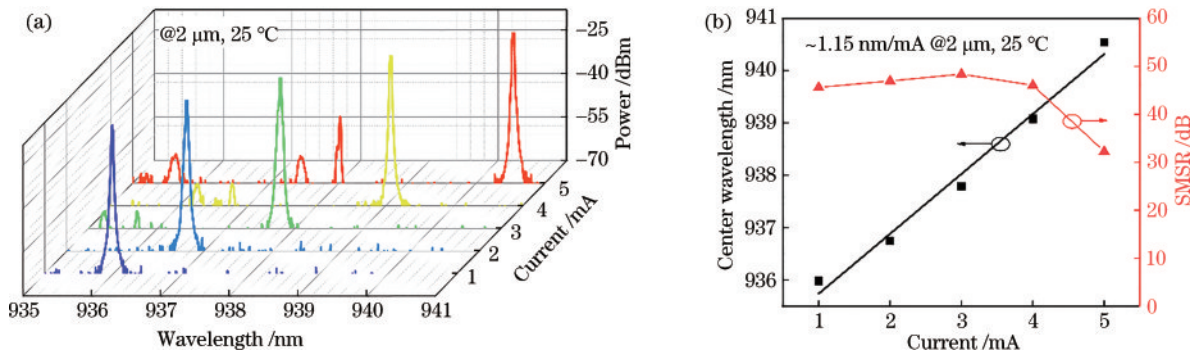 (a)
@2 μm, 25 ℃
−25
−40
−55
−70
Power /dBm
5
4
3
2
1
Current /mA
935 936 937 938 939 940 941
Wavelength /nm
(b)
~1.15 nm/mA @2 μm, 25 ℃
941
940
939
938
937
936
Center wavelength /nm
60
50
40
30
20
10
0
SMSR /dB
1 2 3 4 5
Current /mA